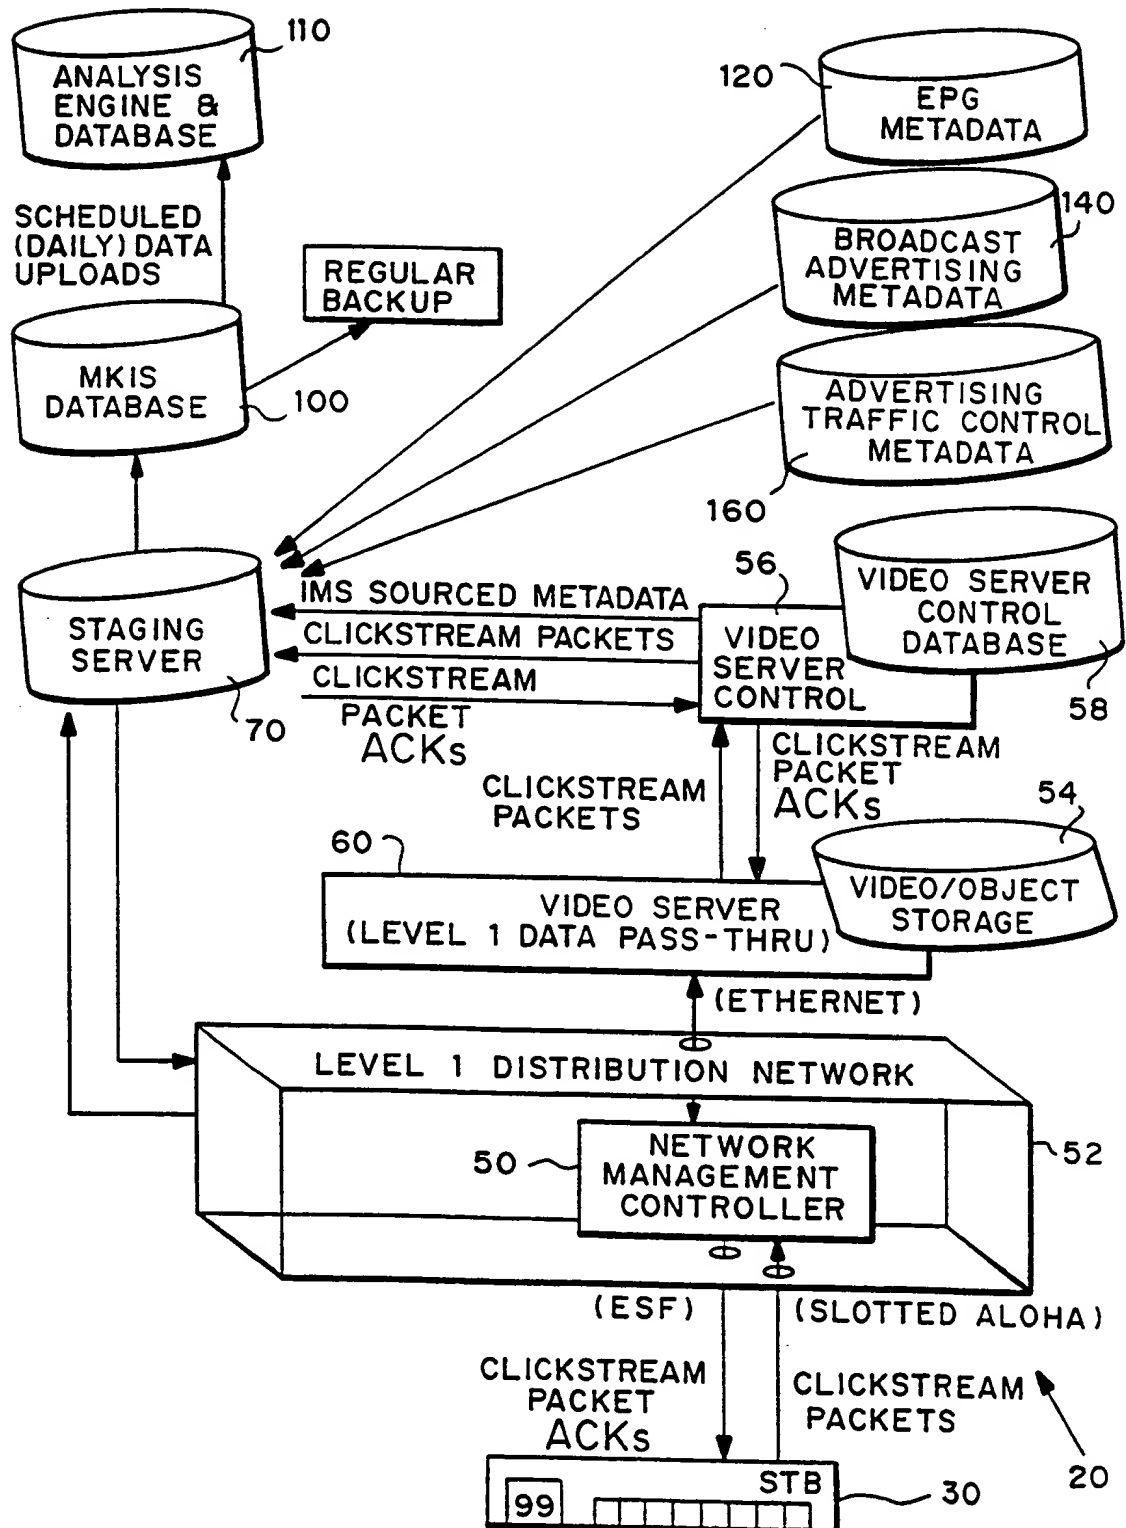 110
ANALYSIS
ENGINE &
DATABASE
120
EPG
METADATA
SCHEDULED
(DAILY) DATA
UPLOADS
140
BROADCAST
ADVERTISING
METADATA
REGULAR
BACKUP
MKIS
DATABASE
100
ADVERTISING
TRAFFIC CONTROL
METADATA
160
STAGING
SERVER
70
IMS SOURCED METADATA
CLICKSTREAM PACKETS
CLICKSTREAM
PACKET
ACKs
56
VIDEO
SERVER
CONTROL
VIDEO SERVER
CONTROL
DATABASE
58
CLICKSTREAM
PACKETS
CLICKSTREAM
PACKET
ACKs
54
VIDEO/OBJECT
STORAGE
60
VIDEO SERVER
(LEVEL 1 DATA PASS-THRU)
(ETHERNET)
LEVEL 1 DISTRIBUTION NETWORK
50
NETWORK
MANAGEMENT
CONTROLLER
52
(ESF)
(SLOTTED ALOHA)
CLICKSTREAM
PACKET
ACKs
CLICKSTREAM
PACKETS
20
STB
99
30